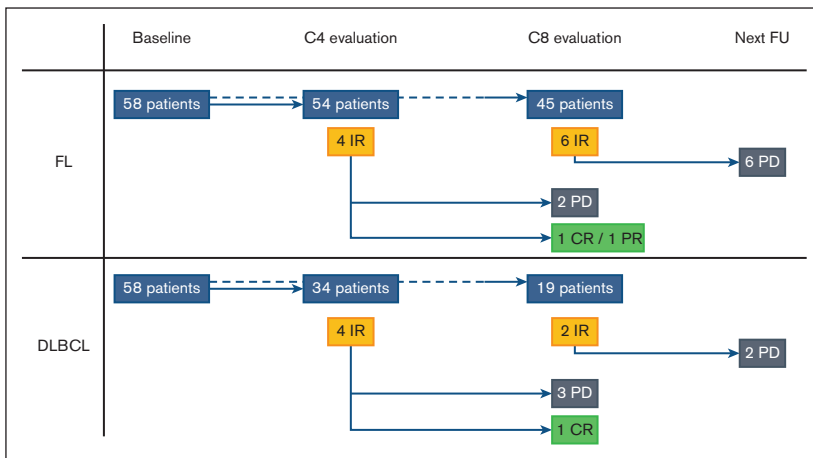 Baseline C4 evaluation C8 evaluation Next FU
58 patients 54 patients 45 patients
4 IR 6 IR
FL 6 PD
2 PD
1 CR / 1 PR
58 patients 34 patients 19 patients
4 IR 2 IR
DLBCL 2 PD
3 PD
1 CR